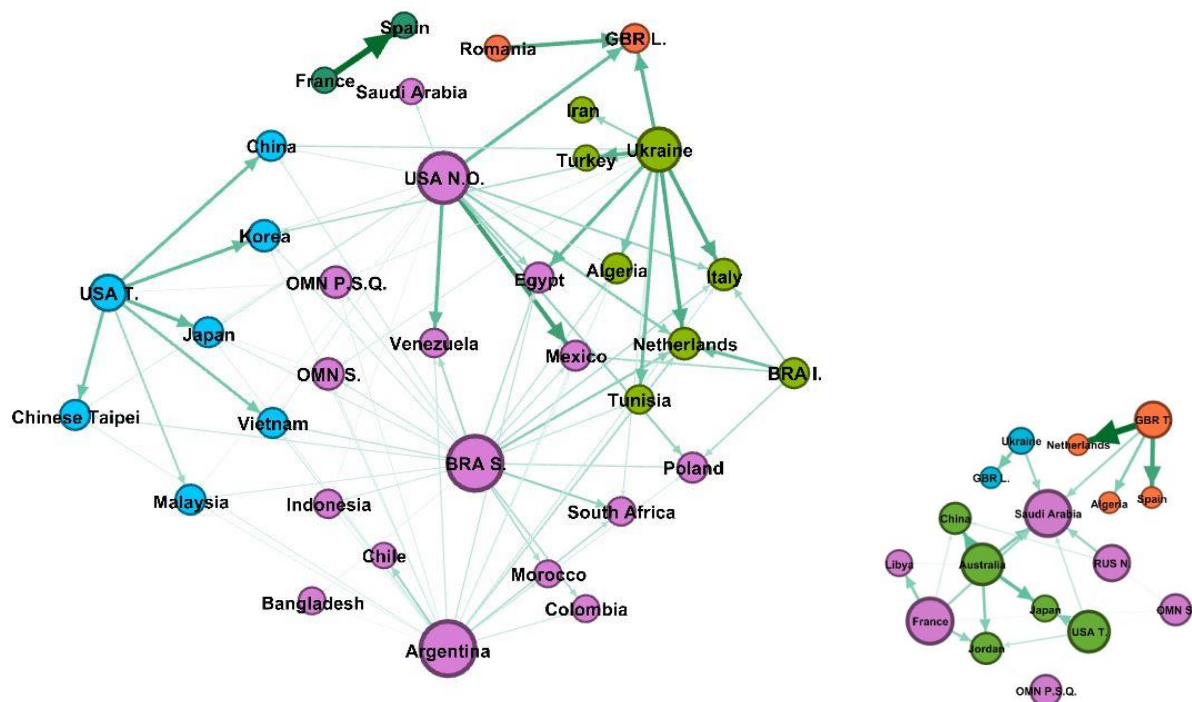 Spain
Romania
GBR L.
France
Saudi Arabia
Iran
China
Turkey
Ukraine
USA N.O.
Korea
OMN P.S.Q.
Egypt
Algeria
Italy
USA T.
Japan
Venezuela
Mexico
Netherlands
OMN S.
BRA I.
Tunisia
Chinese Taipei
Vietnam
BRA S.
Poland
Malaysia
Indonesia
South Africa
Chile
Morocco
Bangladesh
Colombia
Argentina
GBR T.
Ukraine
Netherlands
GBR L.
Algeria
Spain
Saudi Arabia
China
Libya
Australia
RUS N.
Japan
OMN S
France
USA T.
Jordan
OMN P.S.Q.